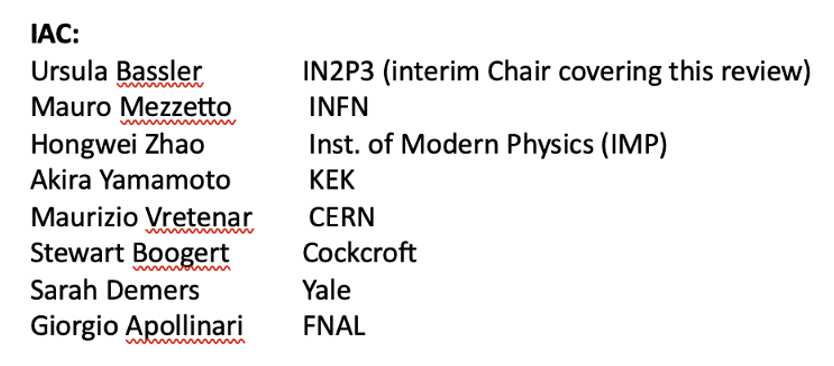 IAC:
Ursula Bassler IN2P3 (interim Chair covering this review)
Mauro Mezzetto INFN
Hongwei Zhao Inst. of Modern Physics (IMP)
Akira Yamamoto KEK
Maurizio Vretenar CERN
Stewart Boogert Cockcroft
Sarah Demers Yale
Giorgio Apollinari FNAL